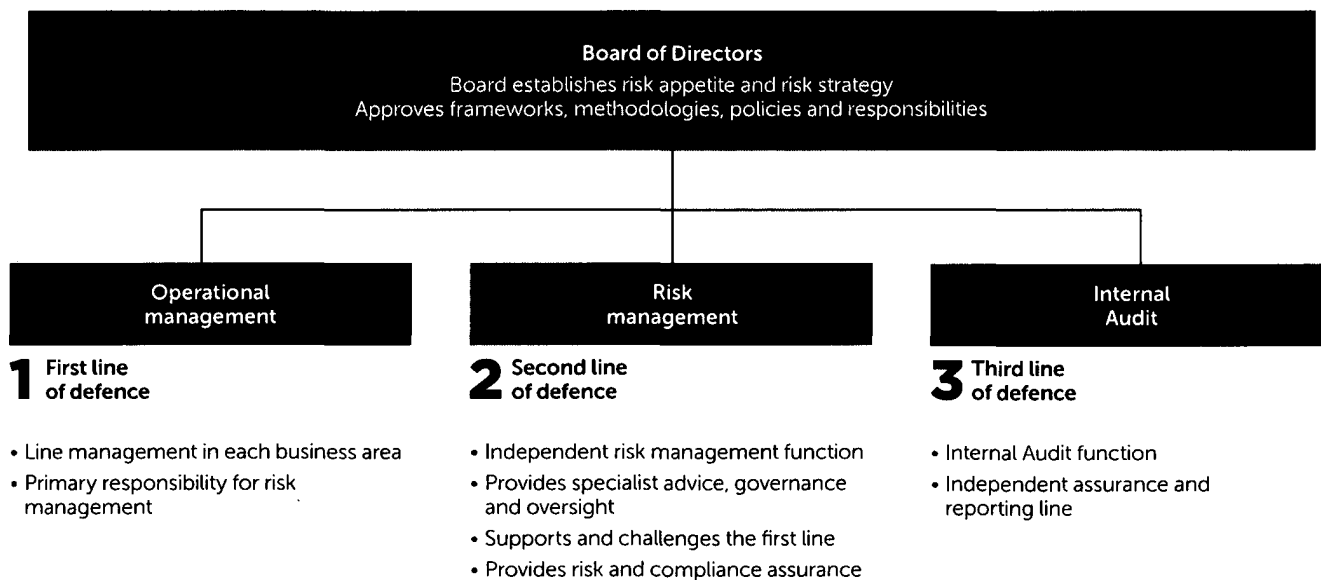 Board of Directors
Board establishes risk appetite and risk strategy
Approves frameworks, methodologies, policies and responsibilities
Operational
management
1 First line
of defence
• Line management in each business area
• Primary responsibility for risk
management
Risk
management
2 Second line
of defence
• Independent risk management function
• Provides specialist advice, governance
and oversight
• Supports and challenges the first line
• Provides risk and compliance assurance
Internal
Audit
3 Third line
of defence
• Internal Audit function
• Independent assurance and
reporting line